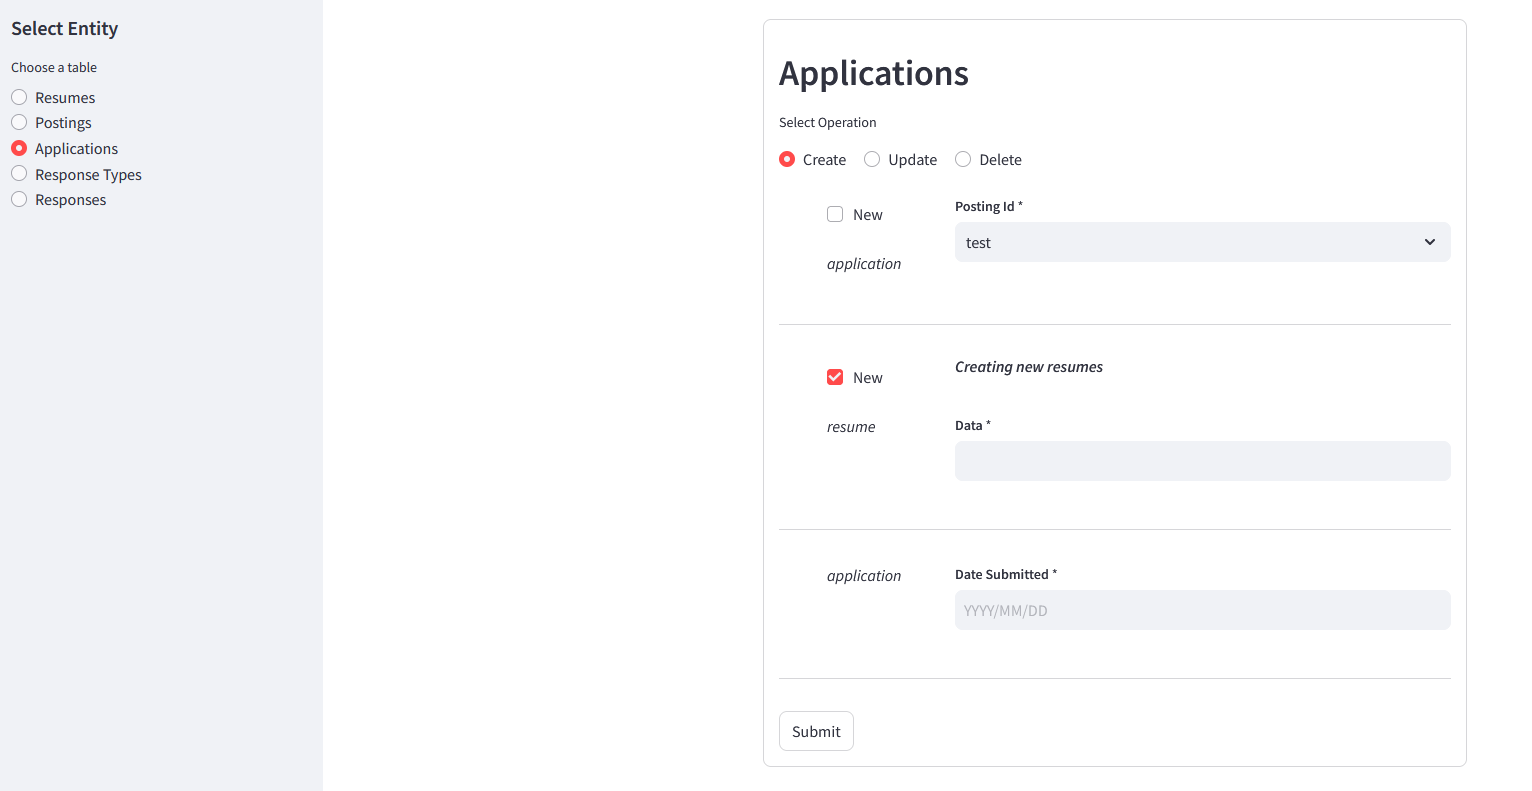 Select Entity
Choose a table
Resumes
Postings
Applications
Response Types
Responses
Applications
Select Operation
Create Update Delete
New
application
Posting Id *
test
New
resume
Creating new resumes
Data *
application
Date Submitted *
YYYY/MM/DD
Submit